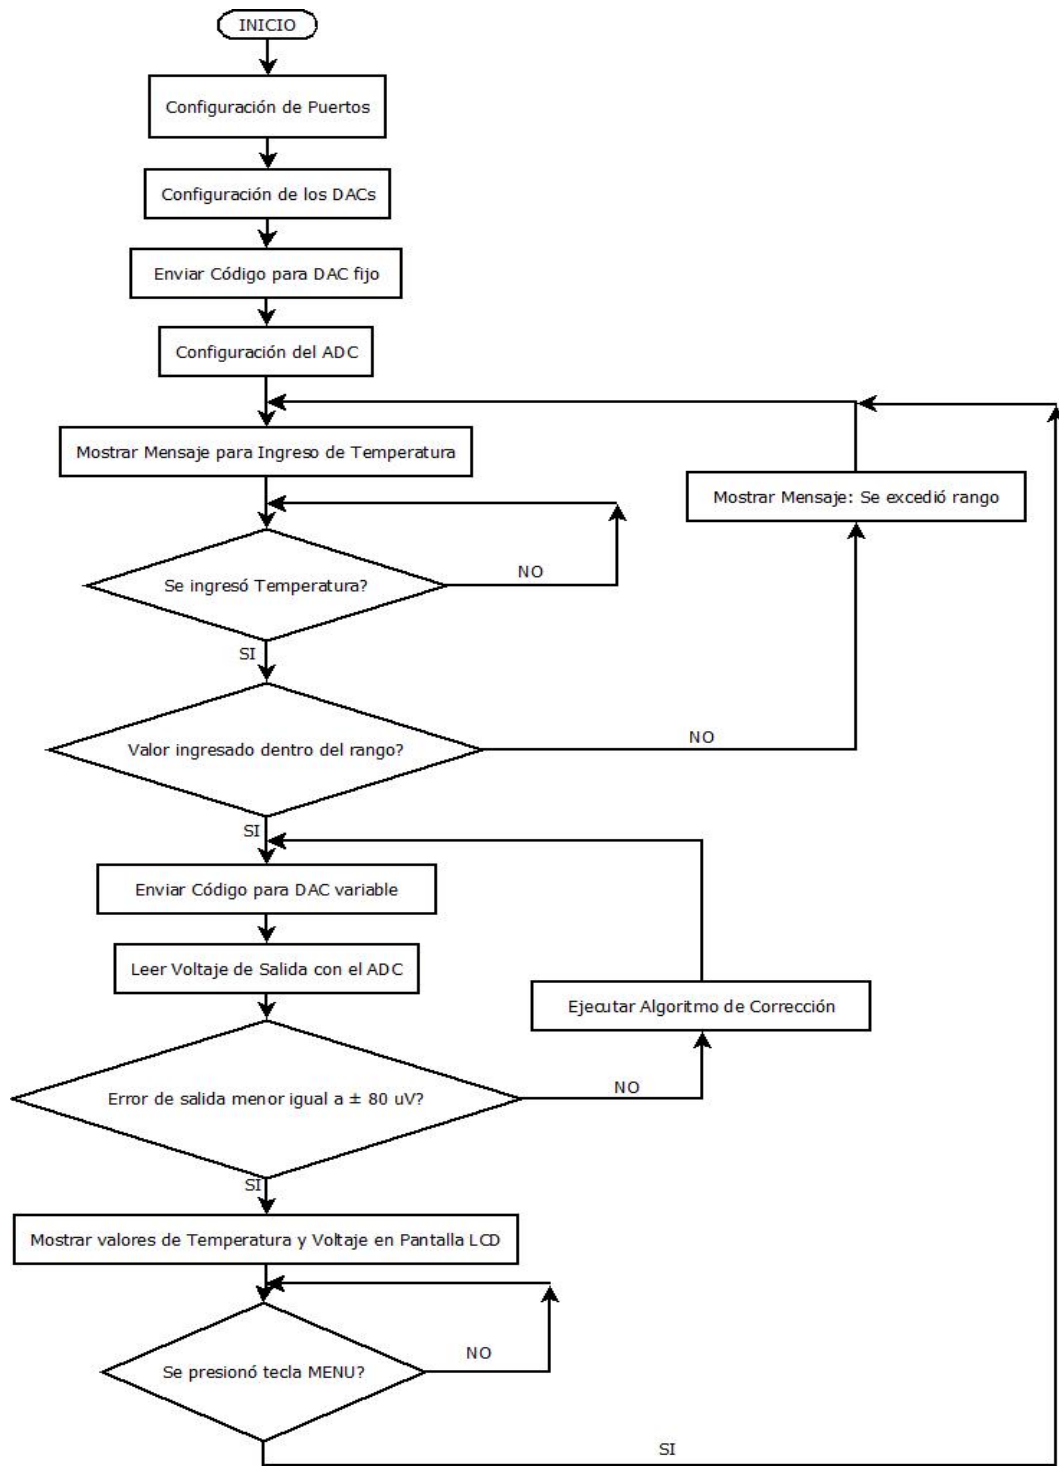 INICIO
Configuración de Puertos
Configuración de los DACs
Enviar Código para DAC fijo
Configuración del ADC
Mostrar Mensaje para Ingreso de Temperatura
Mostrar Mensaje: Se excedió rango
Se ingresó Temperatura?
NO
SI
Valor ingresado dentro del rango?
NO
SI
Enviar Código para DAC variable
Leer Voltaje de Salida con el ADC
Ejecutar Algoritmo de Corrección
Error de salida menor igual a ± 80 uV?
NO
SI
Mostrar valores de Temperatura y Voltaje en Pantalla LCD
Se presionó tecla MENU?
NO
SI